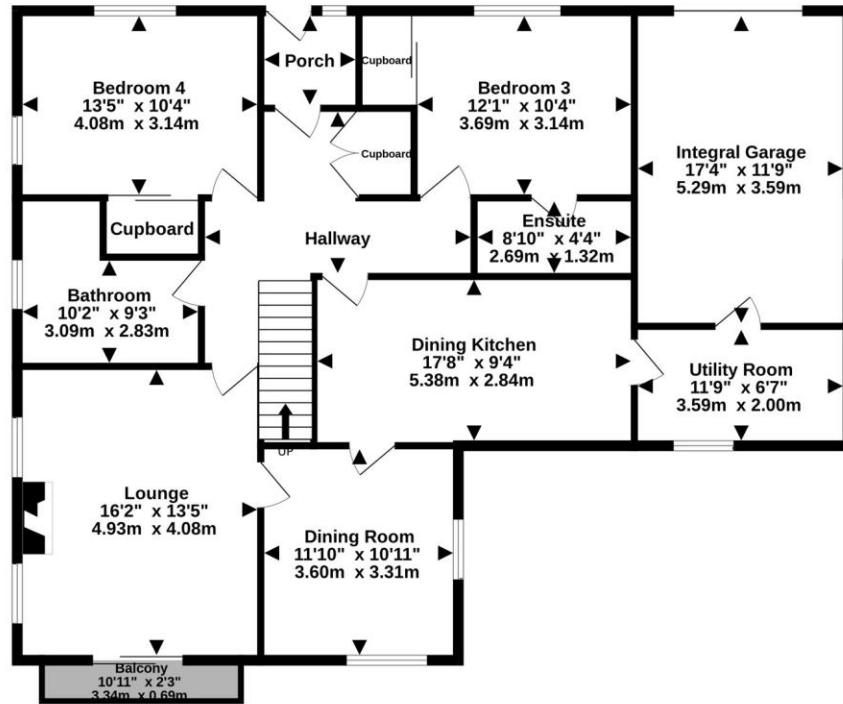 Bedroom 4
13'5" x 10'4"
4.08m x 3.14m
Porch
Cupboard
Bedroom 3
12'1" x 10'4"
3.69m x 3.14m
Integral Garage
17'4" x 11'9"
5.29m x 3.59m
Cupboard
Cupboard
Hallway
Ensuite
8'10" x 4'4"
2.69m x 1.32m
Bathroom
10'2" x 9'3"
3.09m x 2.83m
Dining Kitchen
17'8" x 9'4"
5.38m x 2.84m
Utility Room
11'9" x 6'7"
3.59m x 2.00m
UP
Lounge
16'2" x 13'5"
4.93m x 4.08m
Dining Room
11'10" x 10'11"
3.60m x 3.31m
Balcony
10'11" x 2'3"
3.34m x 0.69m